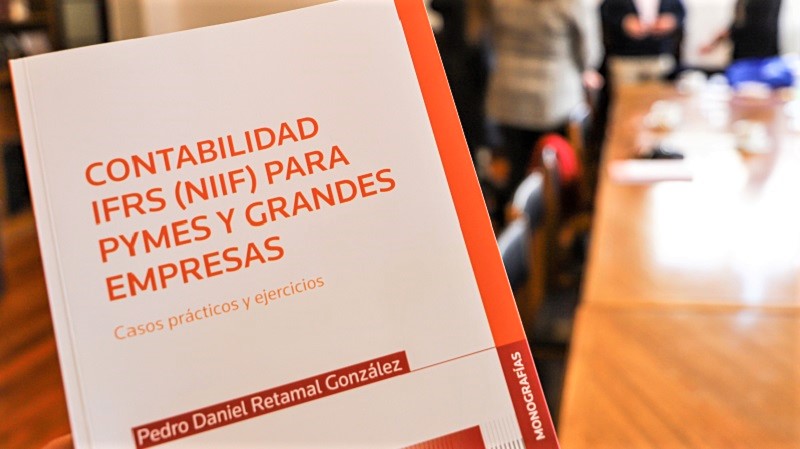 CONTABILIDAD
IFRS (NIIF) PARA
PYMES Y GRANDES
EMPRESAS
Casos prácticos y ejercicios
Pedro Daniel Retamal González
MONOGRAFÍAS